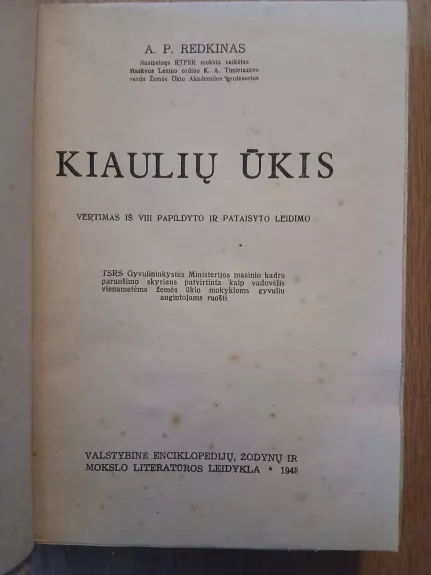 A. P. REDKINAS
Nusipelnęs RTFSR mokslo veikėjas
Maskvos Lenino ordino K. A. Timiriazevo
vardo Žemės Ūkio Akademijos profesorius
KIAULIŲ ŪKIS
VERTIMAS IŠ VIII PAPILDYTO IR PATAISYTO LEIDIMO
TSRS Gyvulininkystės Ministerijos masinio kadrų
paruošimo skyriaus patvirtinta kaip vadovėlis
vienametėms žemės ūkio mokykloms gyvulių
augintojams ruošti
VALSTYBINĖ ENCIKLOPEDIJŲ, ŽODYNŲ IR
MOKSLO LITERATŪROS LEIDYKLA * 1948